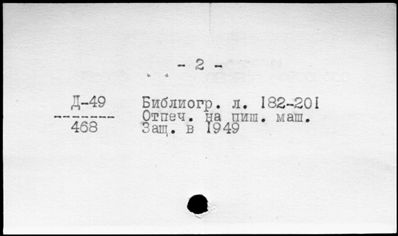 - 2 -
Д-49 Библиогр. л. 182-201
------- Отпеч. на пиш. маш.
468 Защ. в 1949